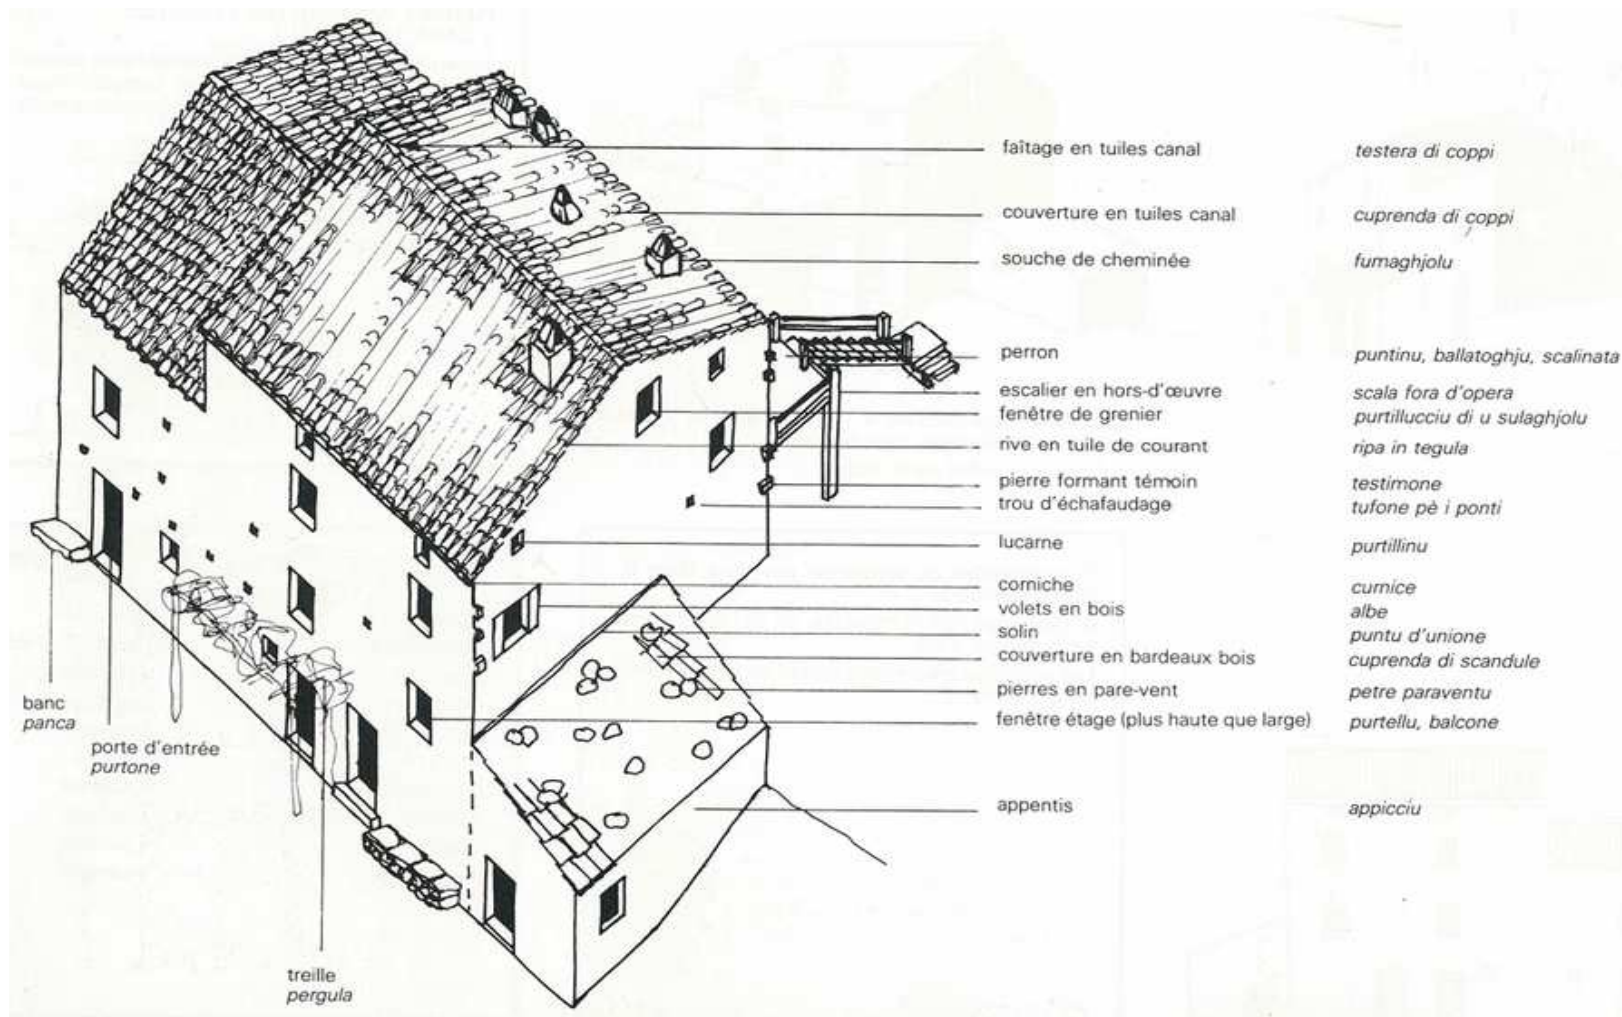 faîtage en tuiles canal testera di coppi
couverture en tuiles canal cuprenda di coppi
souche de cheminée fumaghjolu
perron puntinu, ballatoghju, scalinata
escalier en hors-d'œuvre scala fora d'opera
fenêtre de grenier purtillucciu di u sulaghjolu
rive en tuile de courant ripa in tegula
pierre formant témoin testimone
trou d'échafaudage tufone pè i ponti
lucarne purtillinu
corniche curnice
volets en bois albe
solin puntu d'unione
couverture en bardeaux bois cuprenda di scandule
pierres en pare-vent petre paraventu
fenêtre étage (plus haute que large) purtellu, balcone
appentis appicciu
banc
panca
porte d'entrée
purtone
treille
pergula